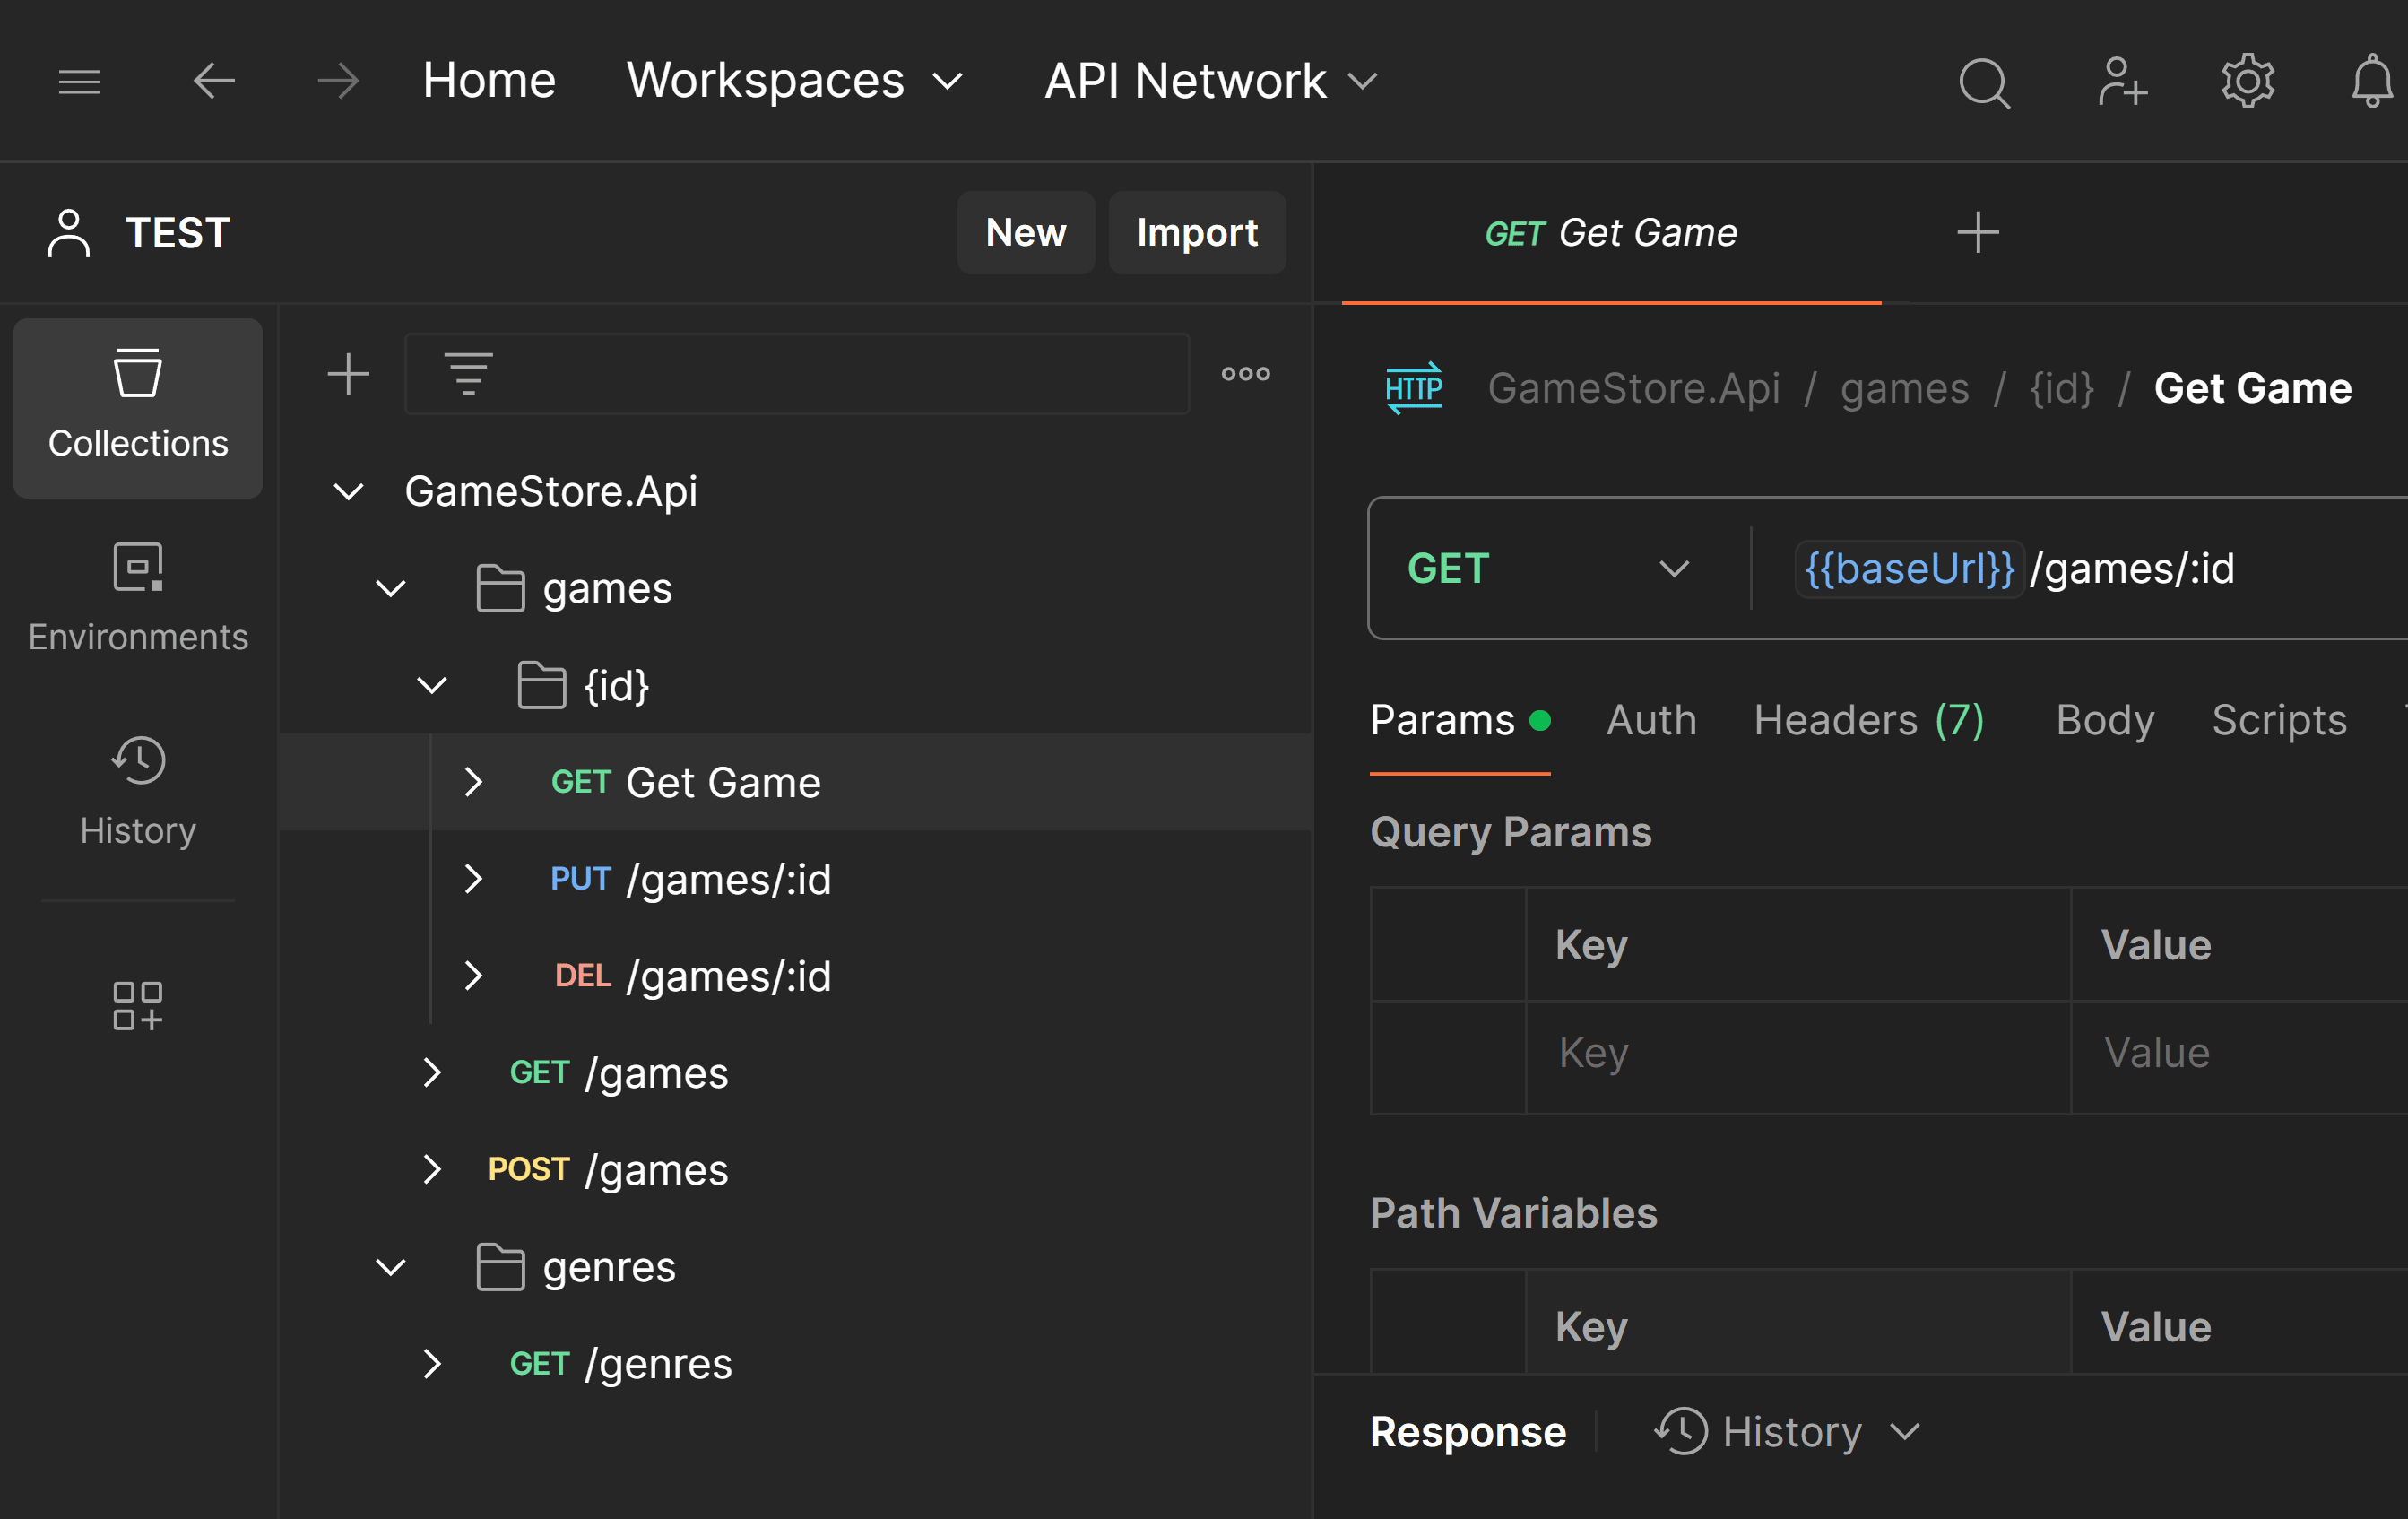 Home Workspaces API Network
TEST New Import
Collections
Environments
History
GameStore.Api
games
{id}
GET Get Game
PUT /games/:id
DEL /games/:id
GET /games
POST /games
genres
GET /genres
GET Get Game
HTTP GameStore.Api / games / {id} / Get Game
GET {{baseUrl}}/games/:id
Params Auth Headers (7) Body Scripts
Query Params
Key Value
Key Value
Path Variables
Key Value
Response History